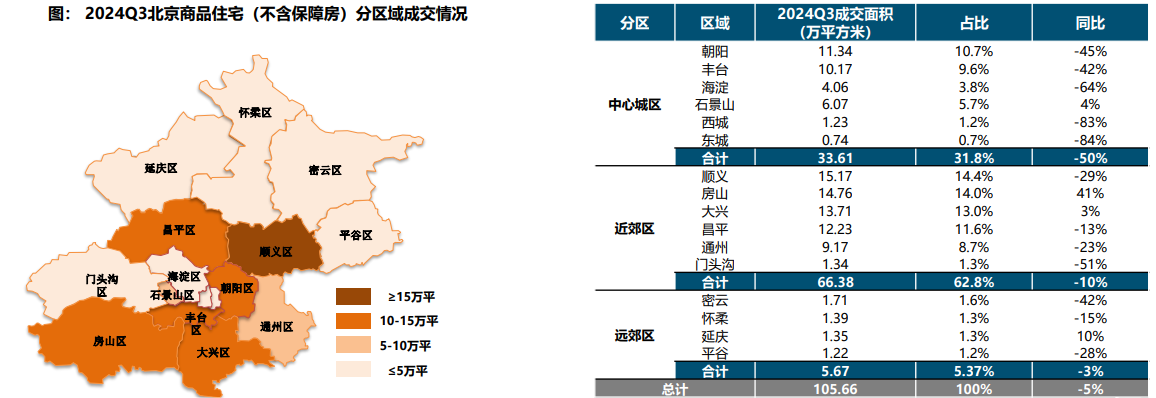 图： 2024Q3北京商品住宅（不含保障房）分区域成交情况
怀柔区
延庆区
密云区
昌平区
平谷区
顺义区
门头沟
区
海淀区
石景山区
朝阳区
丰台
区
通州区
房山区
大兴区
≥15万平
10-15万平
5-10万平
≤5万平
分区 区域 2024Q3成交面积
（万平方米） 占比 同比
中心城区
朝阳 11.34 10.7% -45%
丰台 10.17 9.6% -42%
海淀 4.06 3.8% -64%
石景山 6.07 5.7% 4%
西城 1.23 1.2% -83%
东城 0.74 0.7% -84%
合计 33.61 31.8% -50%
近郊区
顺义 15.17 14.4% -29%
房山 14.76 14.0% 41%
大兴 13.71 13.0% 3%
昌平 12.23 11.6% -13%
通州 9.17 8.7% -23%
门头沟 1.34 1.3% -51%
合计 66.38 62.8% -10%
远郊区
密云 1.71 1.6% -42%
怀柔 1.39 1.3% -15%
延庆 1.35 1.3% 10%
平谷 1.22 1.2% -28%
合计 5.67 5.37% -3%
总计 105.66 100% -5%